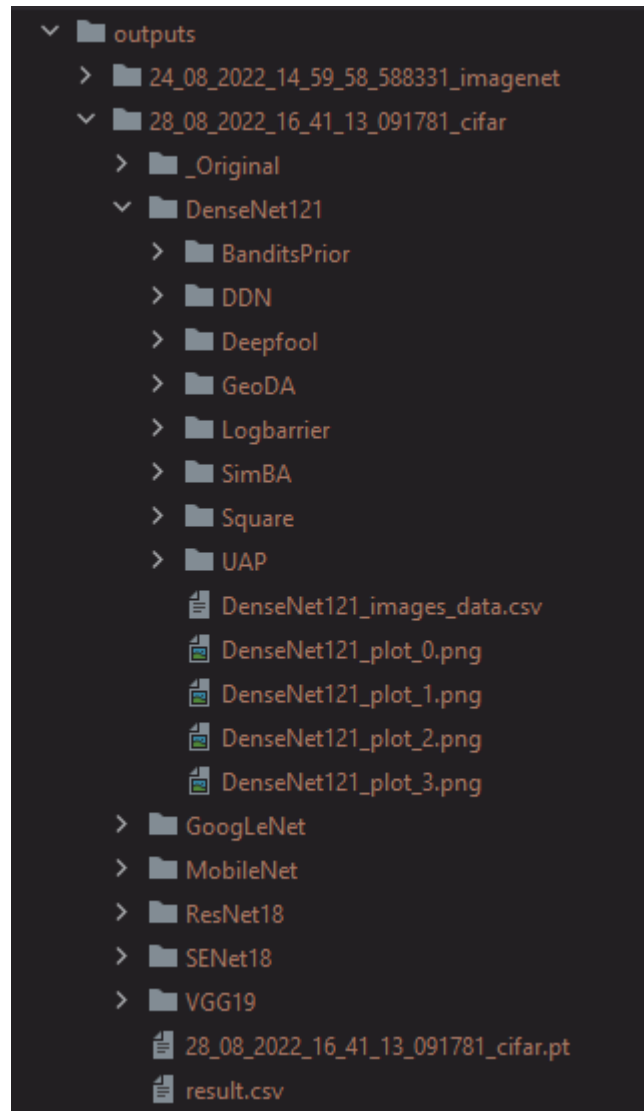 outputs
24_08_2022_14_59_58_588331_imagenet
28_08_2022_16_41_13_091781_cifar
_Original
DenseNet121
BanditsPrior
DDN
Deepfool
GeoDA
Logbarrier
SimBA
Square
UAP
DenseNet121_images_data.csv
DenseNet121_plot_0.png
DenseNet121_plot_1.png
DenseNet121_plot_2.png
DenseNet121_plot_3.png
GoogLeNet
MobileNet
ResNet18
SENet18
VGG19
28_08_2022_16_41_13_091781_cifar.pt
result.csv